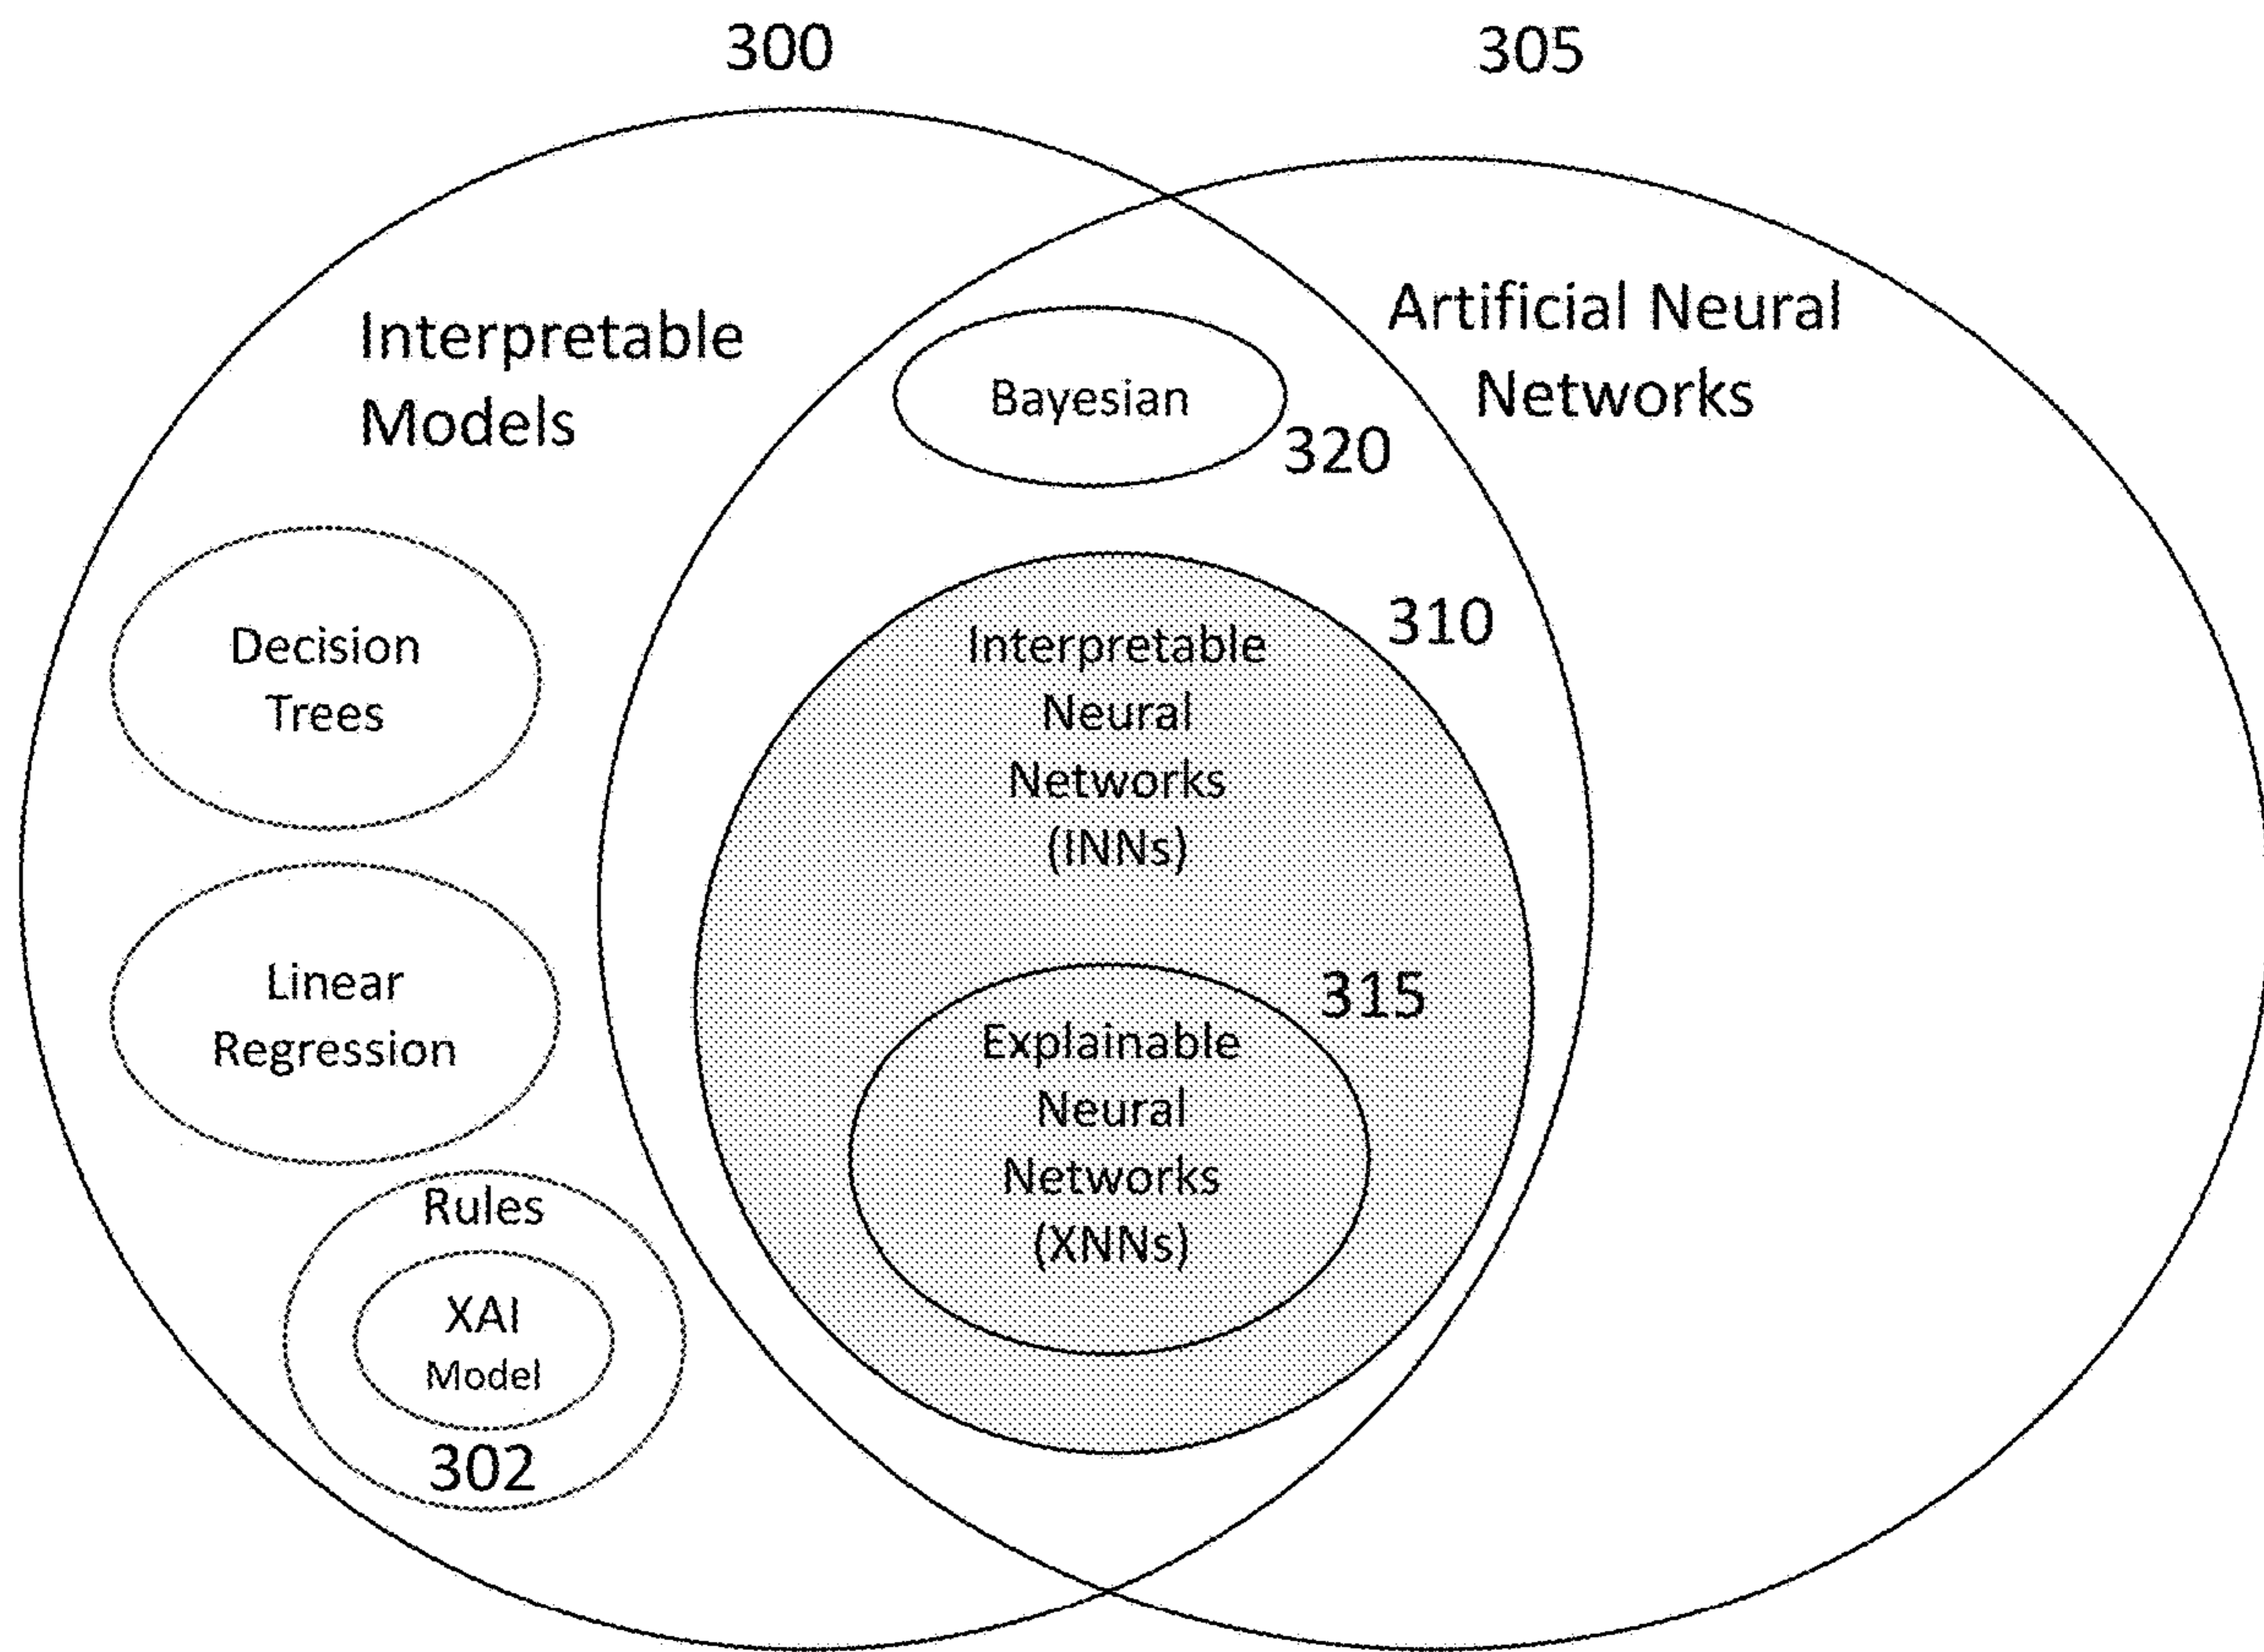 300
305
Interpretable
Models
Artificial Neural
Networks
Bayesian
320
Decision
Trees
310
Interpretable
Neural
Networks
(INNs)
Linear
Regression
315
Explainable
Neural
Networks
(XNNs)
Rules
XAI
Model
302